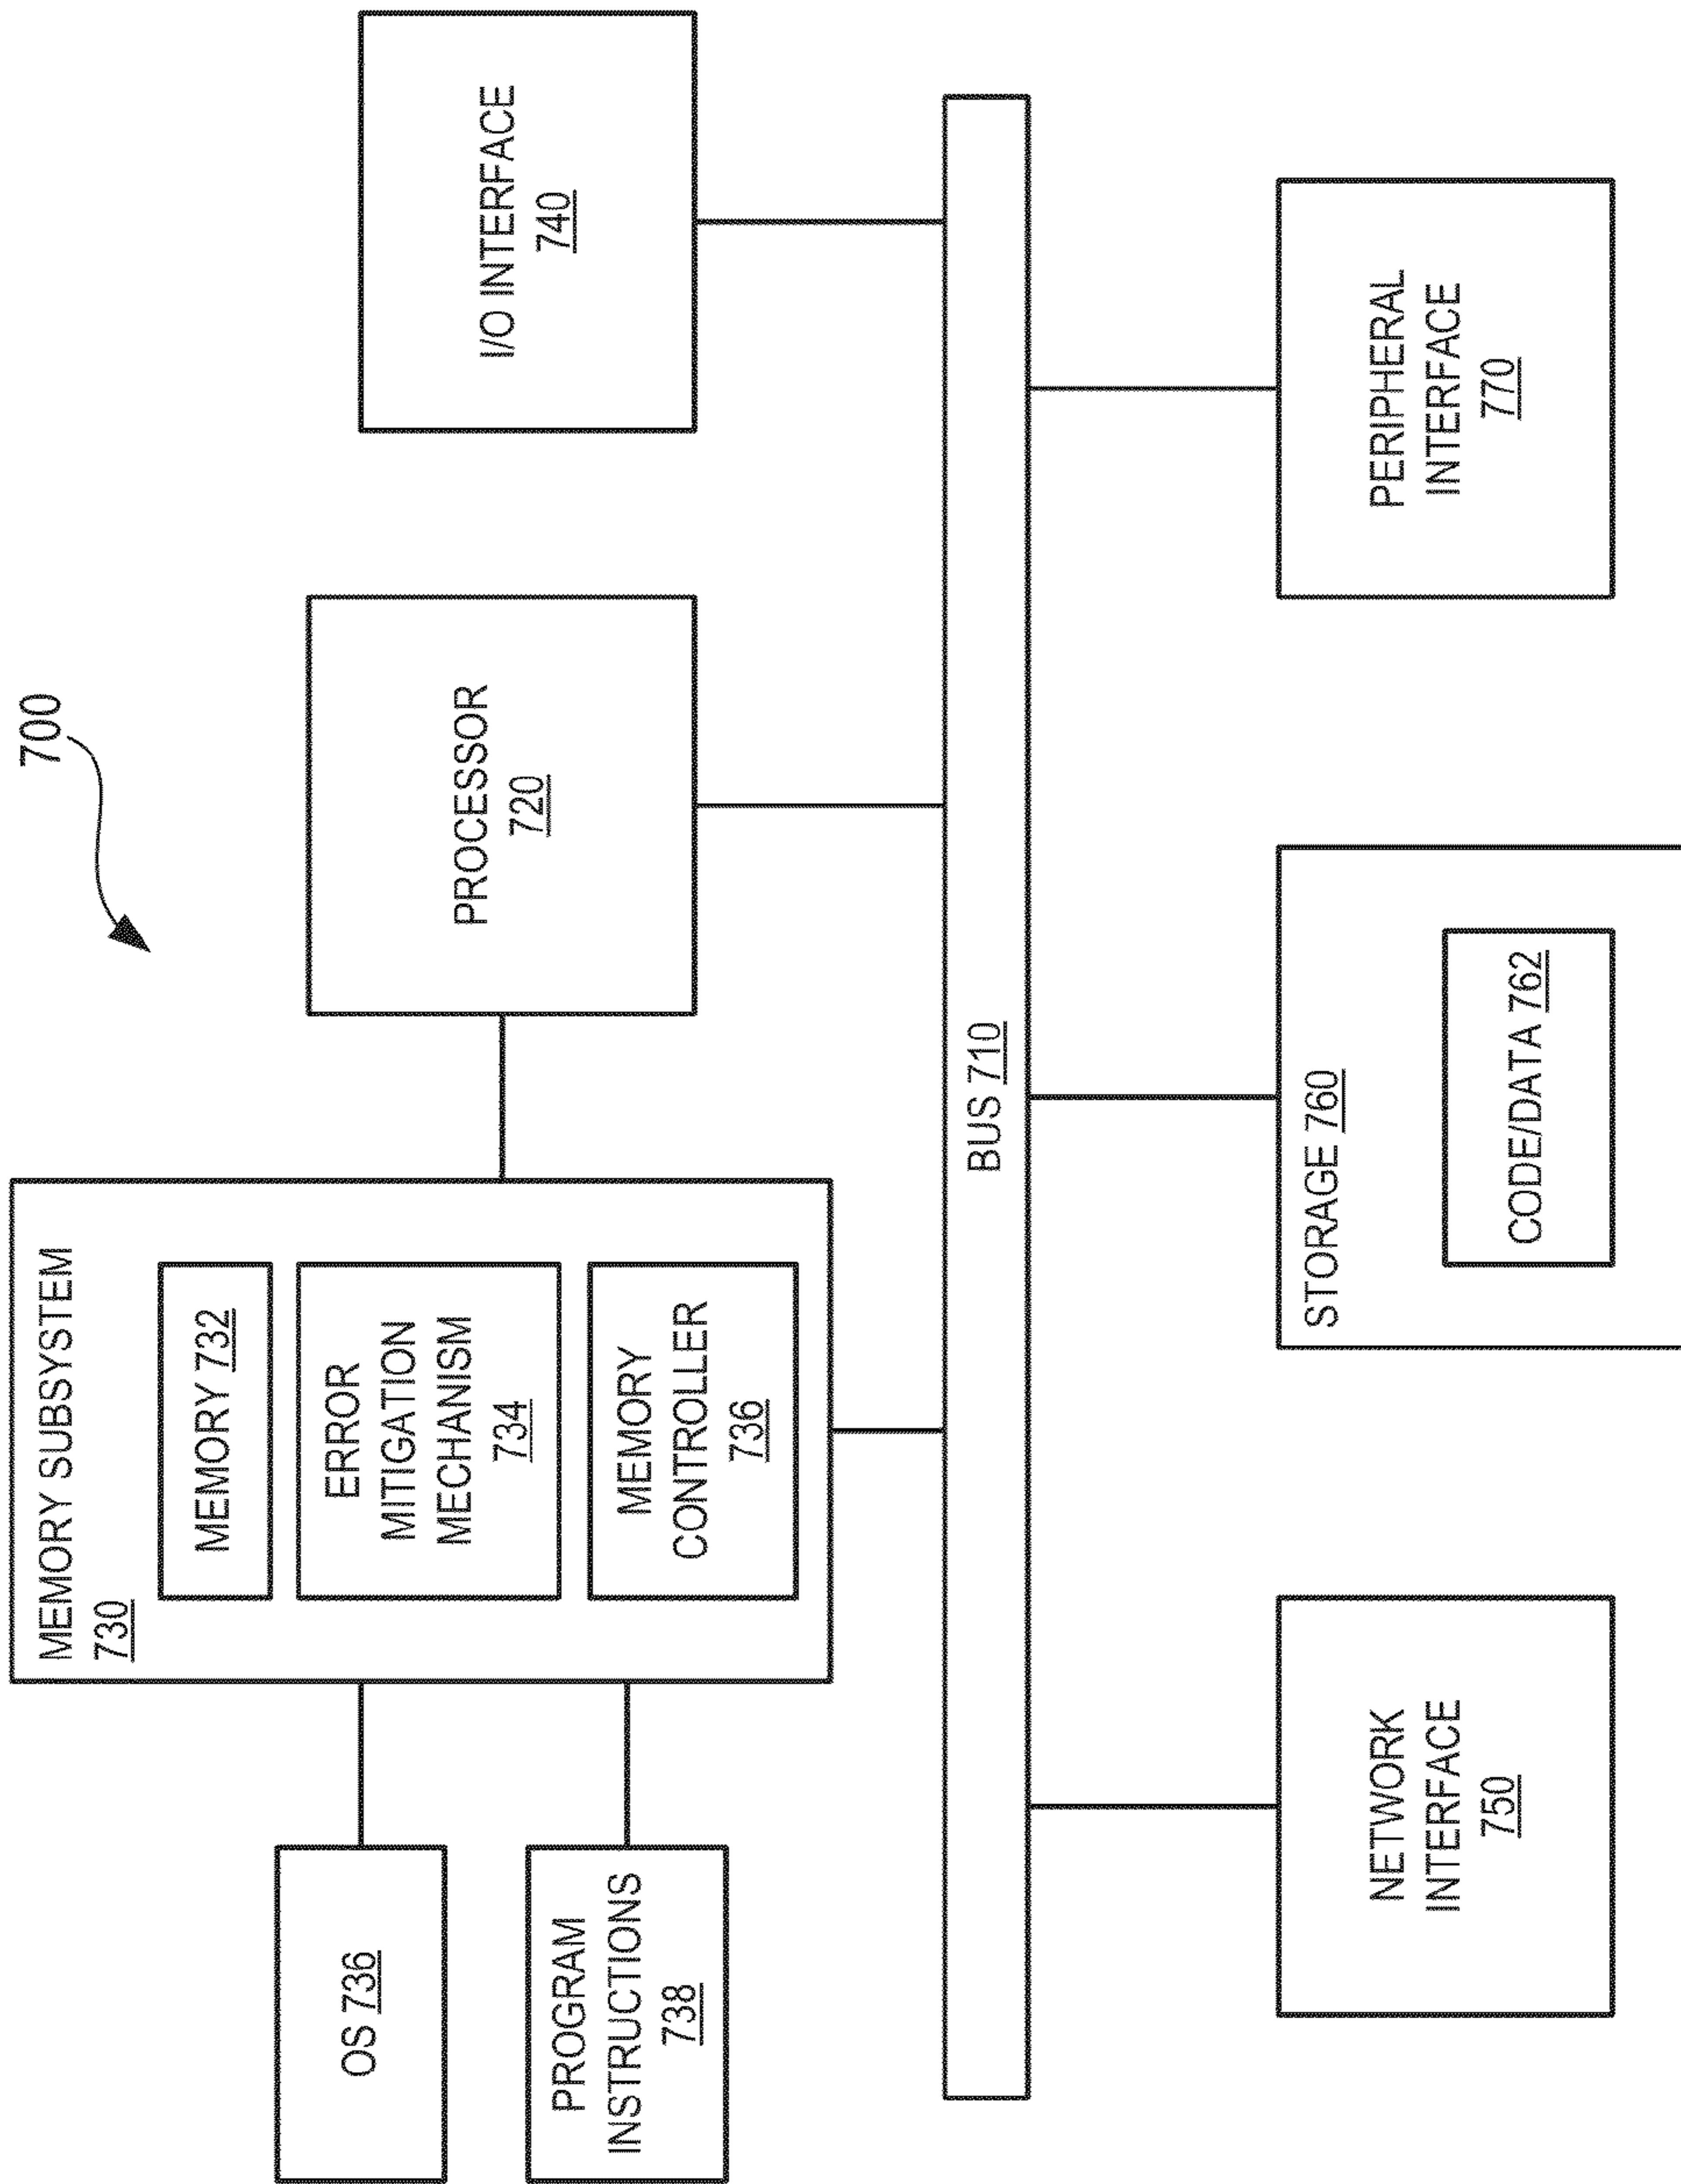 700
OS 736
PROGRAM
INSTRUCTIONS
738
MEMORY SUBSYSTEM
730
MEMORY 732
ERROR
MITIGATION
MECHANISM
734
MEMORY
CONTROLLER
736
PROCESSOR
720
I/O INTERFACE
740
BUS 710
NETWORK
INTERFACE
750
STORAGE 760
CODE/DATA 762
PERIPHERAL
INTERFACE
770